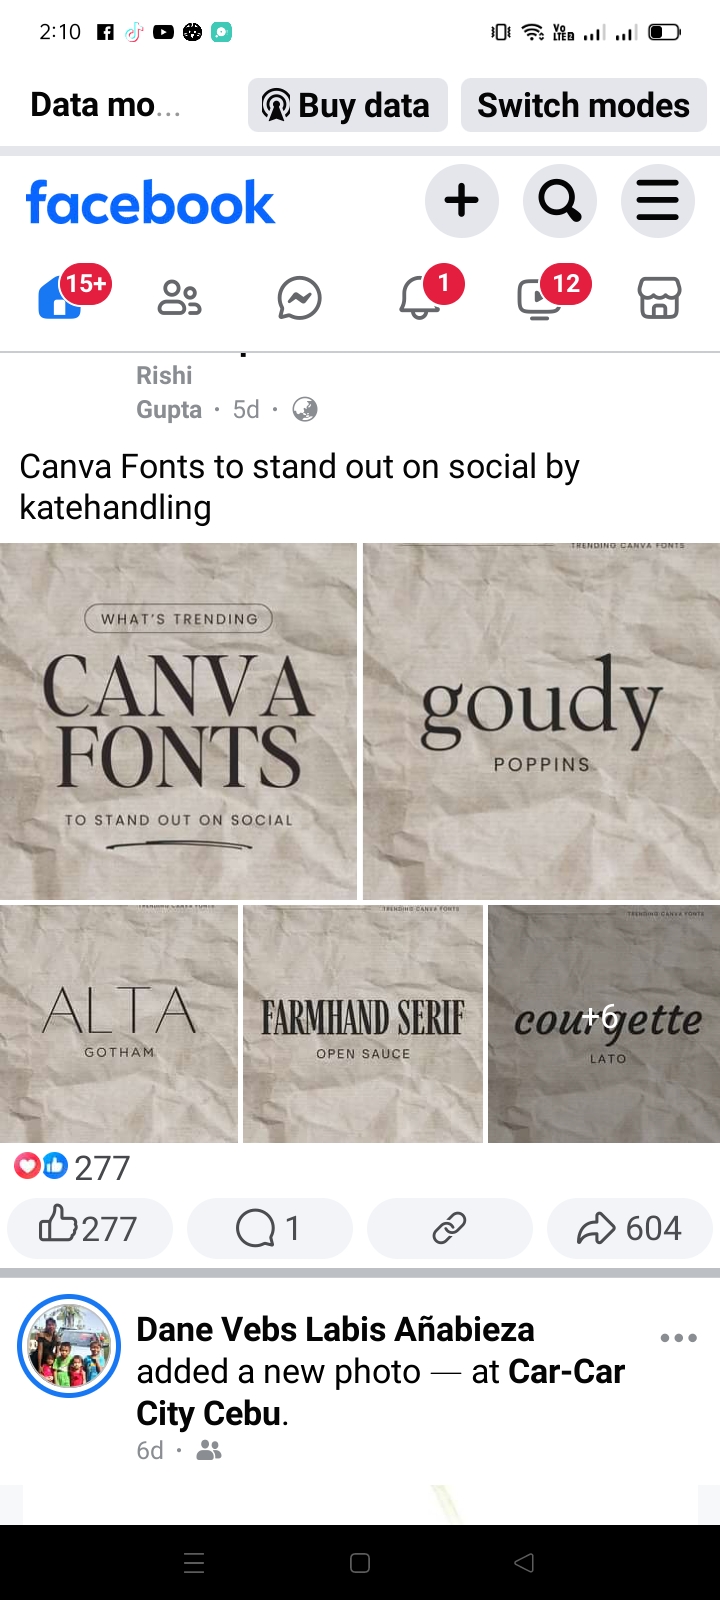 2:10
VoLTE2
Data mo...
Buy data
Switch modes
facebook
15+
1
12
Rishi
Gupta · 5d ·
Canva Fonts to stand out on social by
katehandling
WHAT'S TRENDING
CANVA
FONTS
TO STAND OUT ON SOCIAL
TRENDING CANVA FONTS
goudy
POPPINS
TRENDING CANVA FONTS
ALTA
GOTHAM
TRENDING CANVA FONTS
FARMHAND SERIF
OPEN SAUCE
TRENDING CANVA FONTS
courgette
+6
LATO
277
277
1
604
Dane Vebs Labis Añabieza
added a new photo — at Car-Car
City Cebu.
6d ·